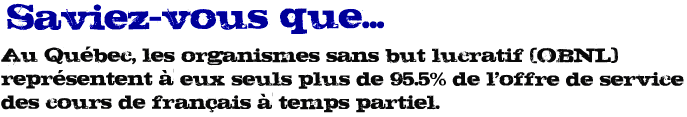 Saviez-vous que...
Au Québec, les organismes sans but lucratif (OBNL)
représentent à eux seuls plus de 95.5% de l'offre de service
des cours de français à temps partiel.